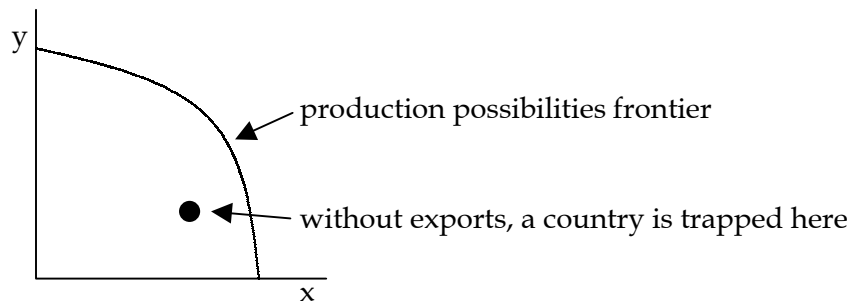 y
production possibilities frontier
without exports, a country is trapped here
x